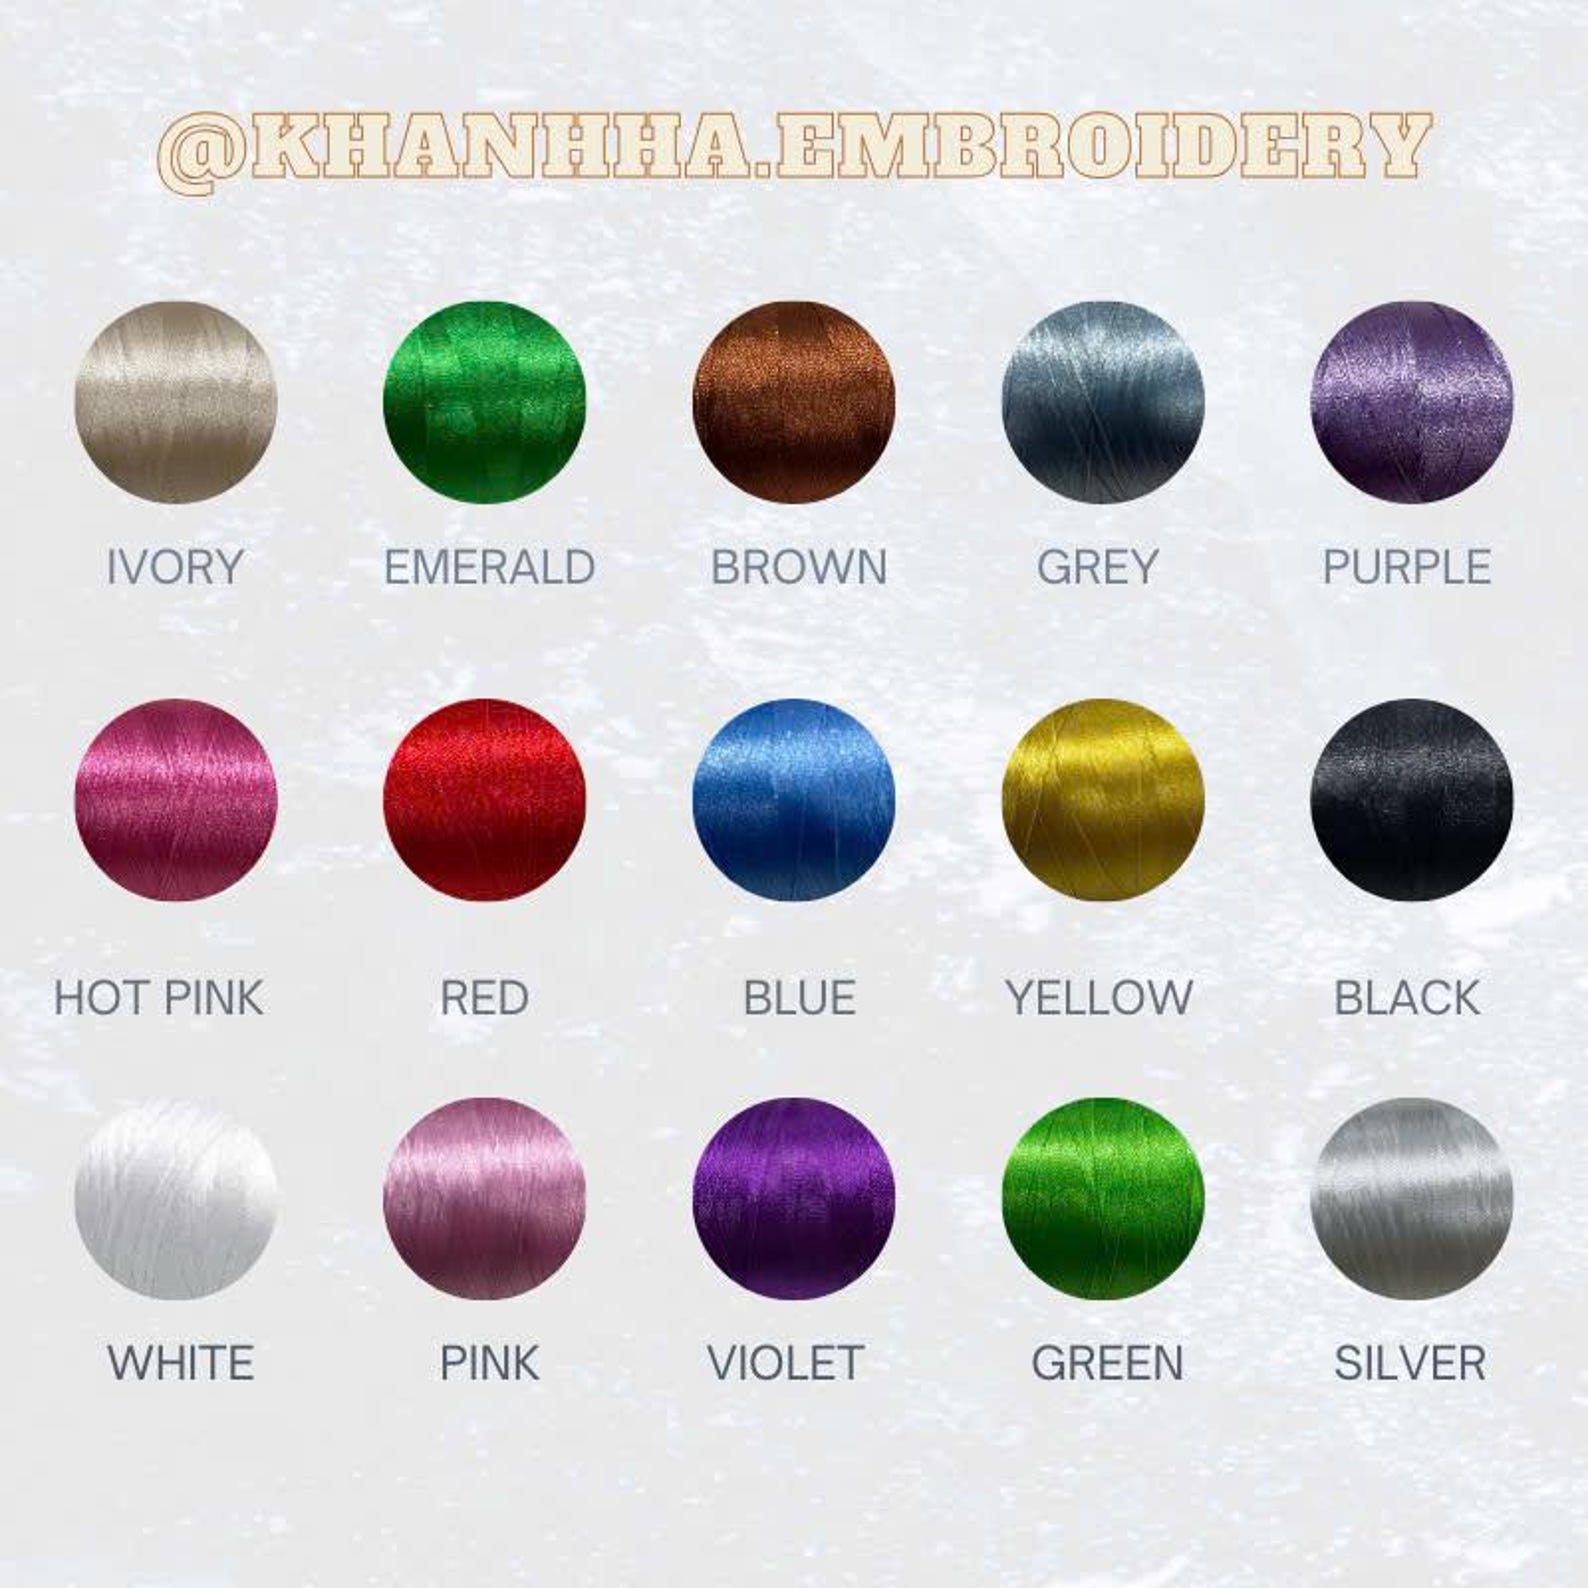 @KHANHHA.EMBROIDERY
IVORY EMERALD BROWN GREY PURPLE
HOT PINK RED BLUE YELLOW BLACK
WHITE PINK VIOLET GREEN SILVER